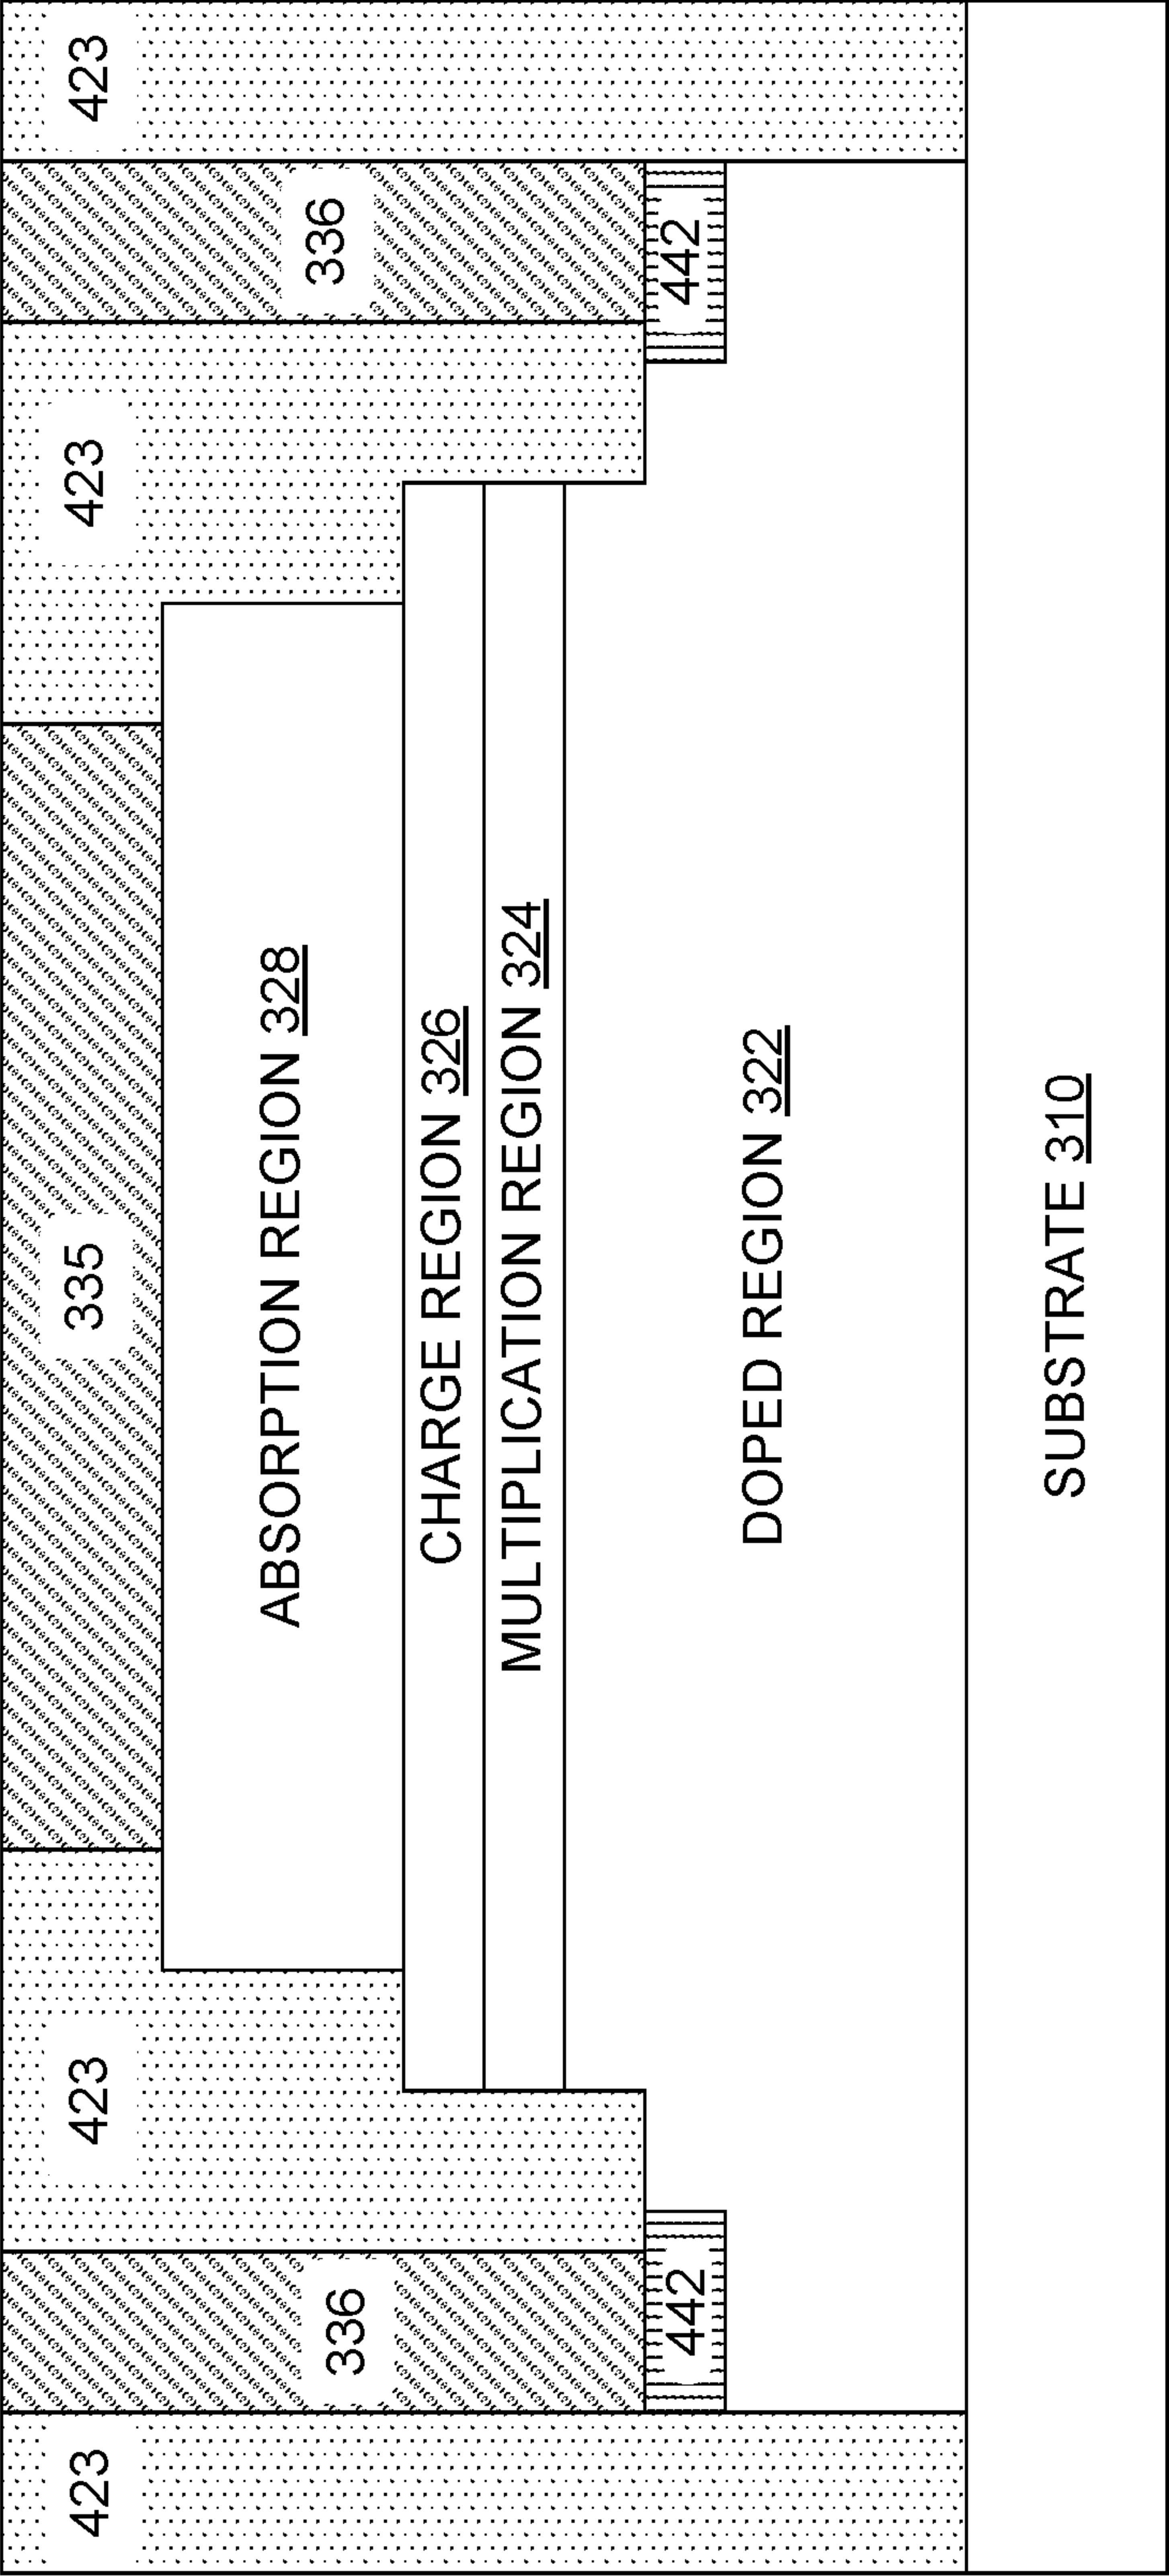 423
336
423
335
423
336
423
ABSORPTION REGION 328
CHARGE REGION 326
MULTIPLICATION REGION 324
442
442
DOPED REGION 322
SUBSTRATE 310